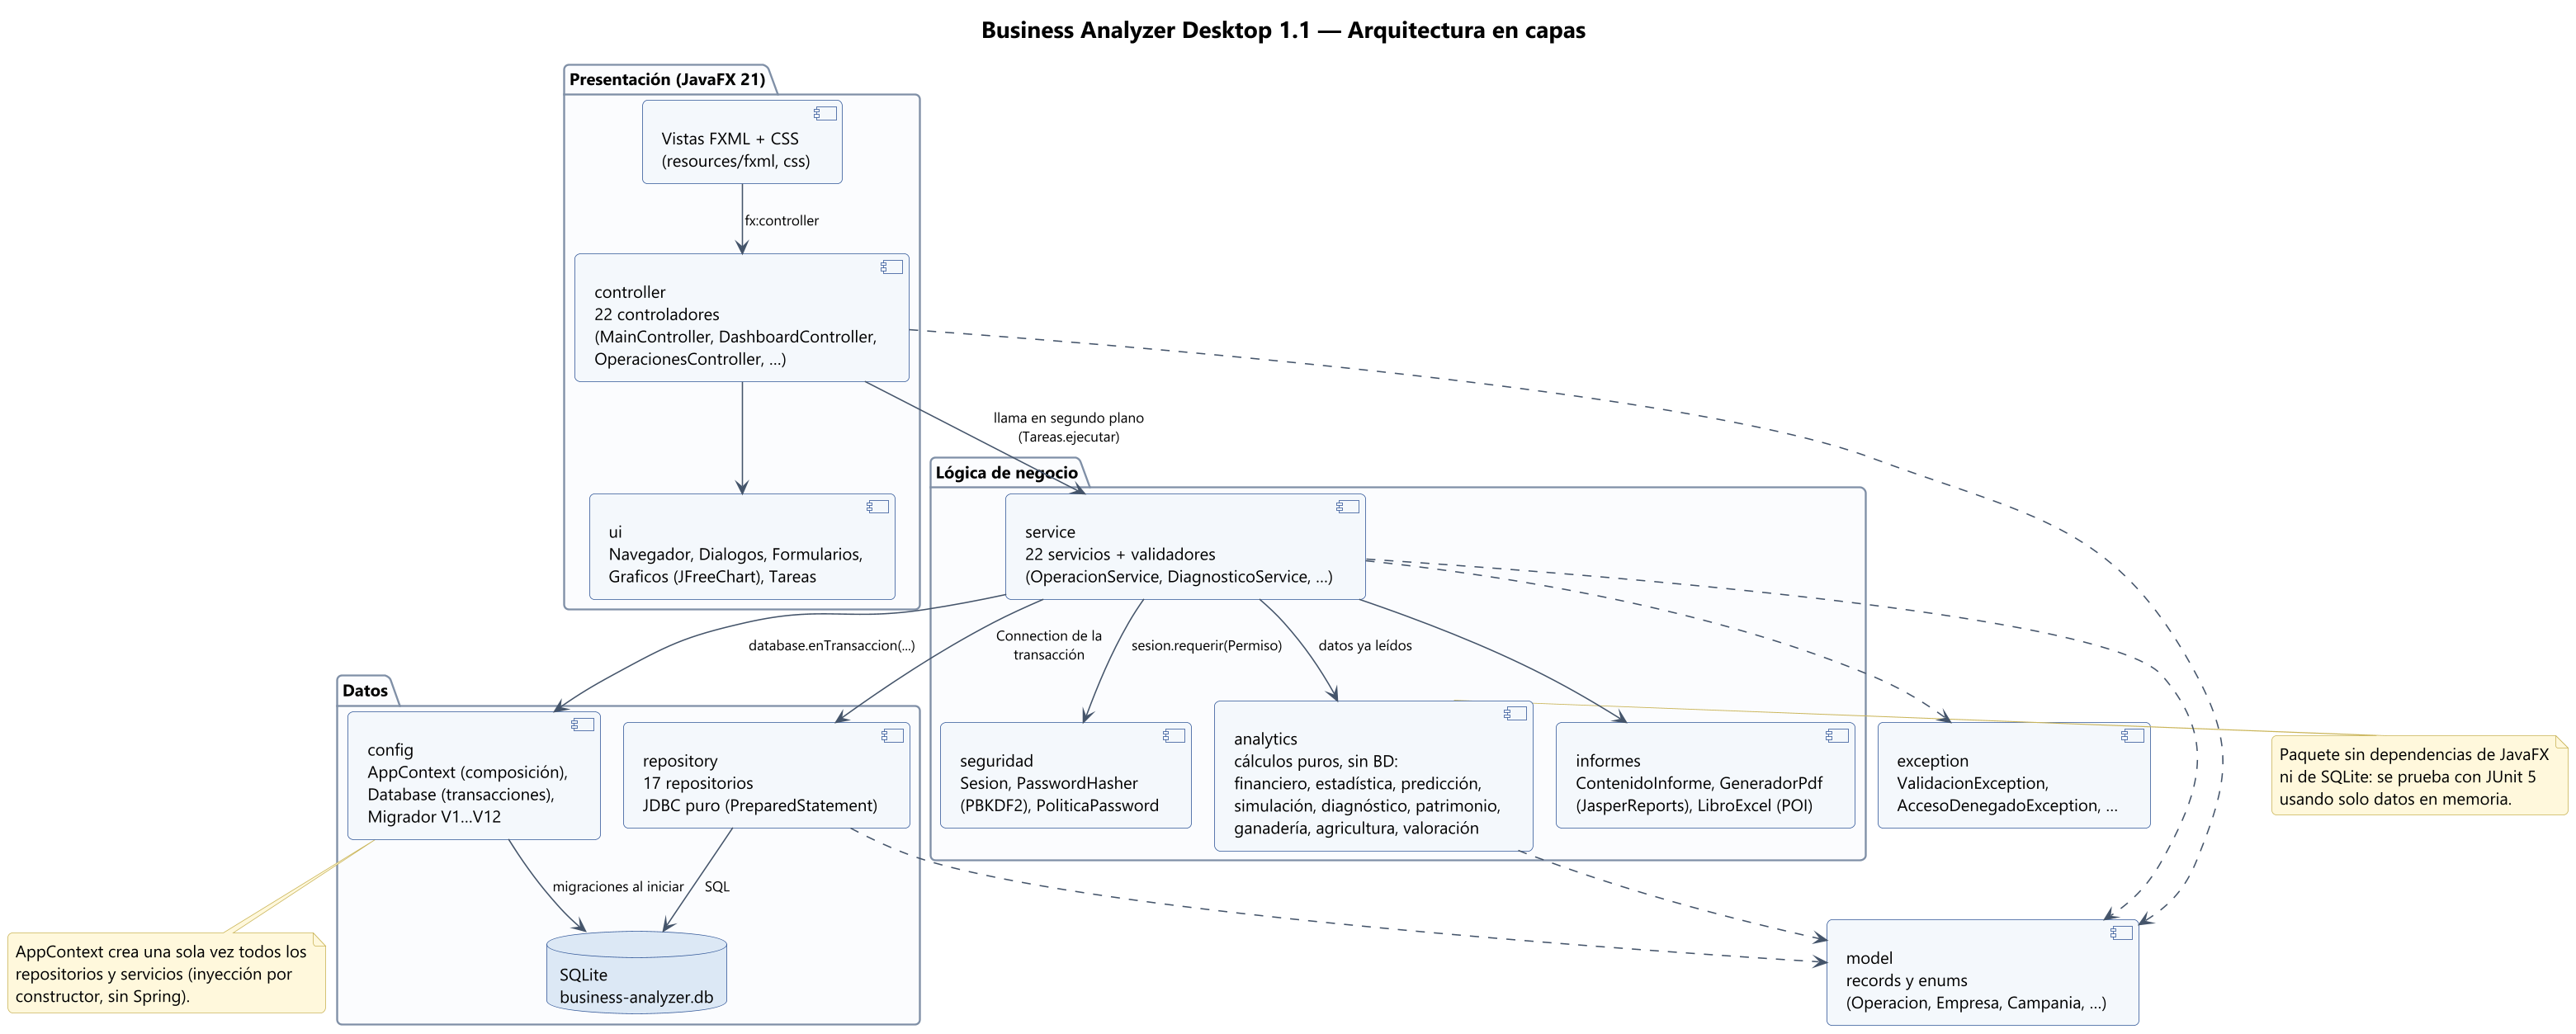 Business Analyzer Desktop 1.1 — Arquitectura en capas
Presentación (JavaFX 21)
Vistas FXML + CSS
(resources/fxml, css)
fx:controller
controller
22 controladores
(MainController, DashboardController,
OperacionesController, ...)
llama en segundo plano
(Tareas.ejecutar)
Lógica de negocio
ui
Navegador, Dialogos, Formularios,
Graficos (JFreeChart), Tareas
service
22 servicios + validadores
(OperacionService, DiagnosticoService, ...)
database.enTransaccion(...)
Connection de la
transacción
sesion.requerir(Permiso)
datos ya leídos
Datos
config
AppContext (composición),
Database (transacciones),
Migrador V1...V12
repository
17 repositorios
JDBC puro (PreparedStatement)
seguridad
Sesion, PasswordHasher
(PBKDF2), PoliticaPassword
analytics
cálculos puros, sin BD:
financiero, estadística, predicción,
simulación, diagnóstico, patrimonio,
ganadería, agricultura, valoración
informes
ContenidoInforme, GeneradorPdf
(JasperReports), LibroExcel (POI)
exception
ValidacionException,
AccesoDenegadoException, ...
Paquete sin dependencias de JavaFX
ni de SQLite: se prueba con JUnit 5
usando solo datos en memoria.
migraciones al iniciar
SQL
AppContext crea una sola vez todos los
repositorios y servicios (inyección por
constructor, sin Spring).
SQLite
business-analyzer.db
model
records y enums
(Operacion, Empresa, Campania, ...)